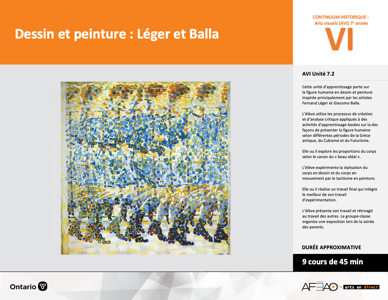 Dessin et peinture : Léger et Balla
CONTINUUM HISTORIQUE :
Arts visuels (AVI) 7e année
VI
AVI Unité 7.2
Cette unité d'apprentissage porte sur
la figure humaine en dessin et peinture
inspirée principalement par les artistes
Fernand Léger et Giacomo Balla.
L'élève utilise les processus de création
et d'analyse critique appliqués à des
activités d'apprentissage basées sur la des
façons de présenter la figure humaine
selon différentes périodes de la Grèce
antique, du Cubisme et du Futurisme.
Elle ou il explore les proportions du corps
selon le canon du « beau idéal ».
L'élève expérimente la stylisation du
corps en dessin et du corps en
mouvement par le tachisme en peinture.
Elle ou il réalise un travail final qui intègre
le meilleur de son travail
d'expérimentation.
L'élève présente son travail et rétroagit
au travail des autres. Le groupe-classe
organise une exposition lors de la soirée
des parents.
DURÉE APPROXIMATIVE
9 cours de 45 min
Ontario
AFEAO
arts en direct